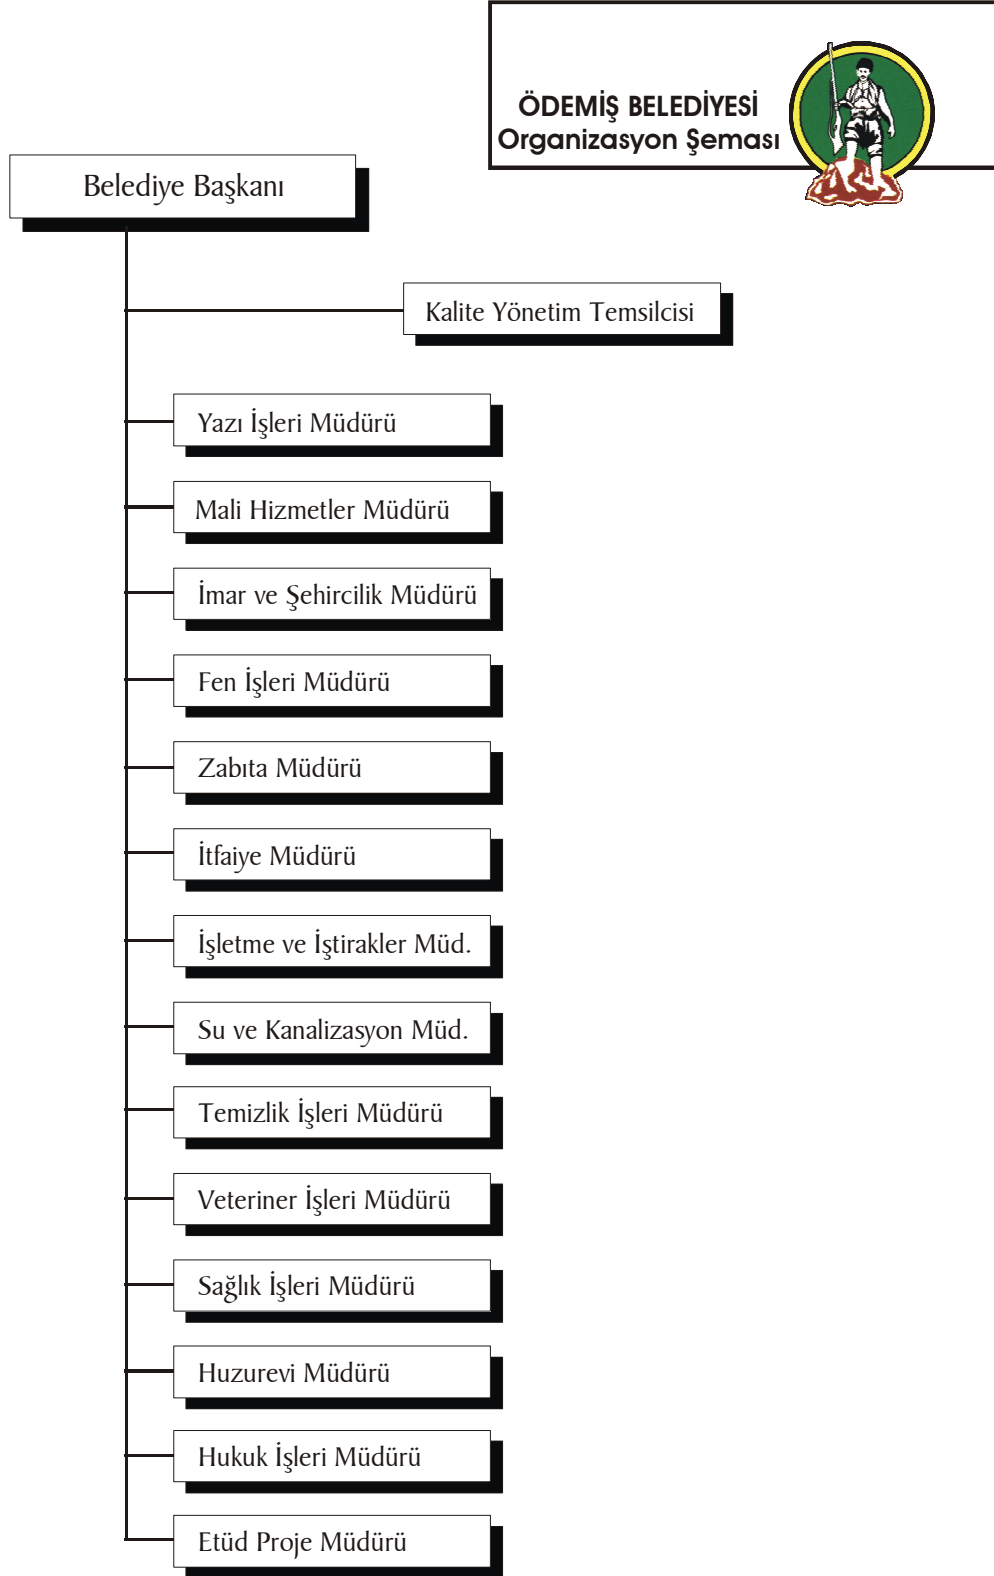 ÖDEMİŞ BELEDİYESİ
Organizasyon Şeması
Belediye Başkanı
Kalite Yönetim Temsilcisi
Yazı İşleri Müdürü
Mali Hizmetler Müdürü
İmar ve Şehircilik Müdürü
Fen İşleri Müdürü
Zabıta Müdürü
İtfaiye Müdürü
İşletme ve İştirakler Müd.
Su ve Kanalizasyon Müd.
Temizlik İşleri Müdürü
Veteriner İşleri Müdürü
Sağlık İşleri Müdürü
Huzurevi Müdürü
Hukuk İşleri Müdürü
Etüd Proje Müdürü